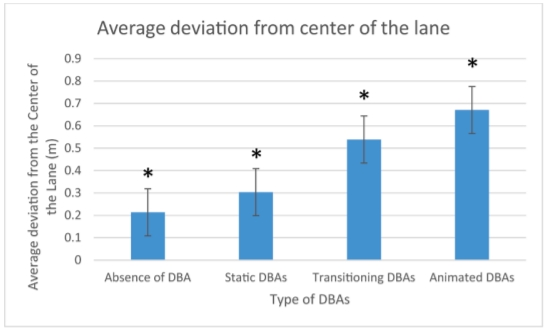 Average deviation from center of the lane
Average deviation from the Center of
the Lane (m)
0.9
0.8
0.7
0.6
0.5
0.4
0.3
0.2
0.1
0
*
*
*
*
Absence of DBA
Static DBAs
Transitioning DBAs
Animated DBAs
Type of DBAs